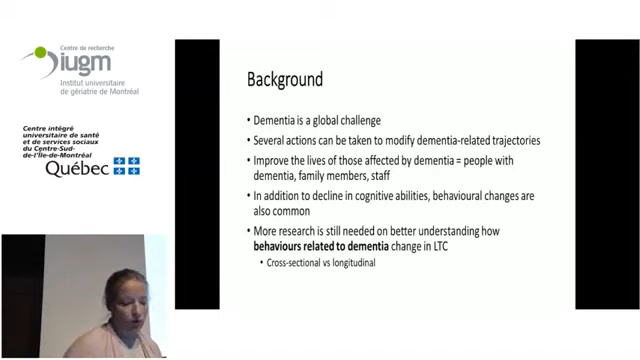 Centre de recherche
iugm
Institut universitaire
de gériatrie de Montréal
Centre intégré
universitaire de santé
et de services sociaux
du Centre-Sud-
de-l'Île-de-Montréal
Québec
Background
• Dementia is a global challenge
• Several actions can be taken to modify dementia-related trajectories
• Improve the lives of those affected by dementia = people with
dementia, family members, staff
• In addition to decline in cognitive abilities, behavioural changes are
also common
• More research is still needed on better understanding how
behaviours related to dementia change in LTC
• Cross-sectional vs longitudinal